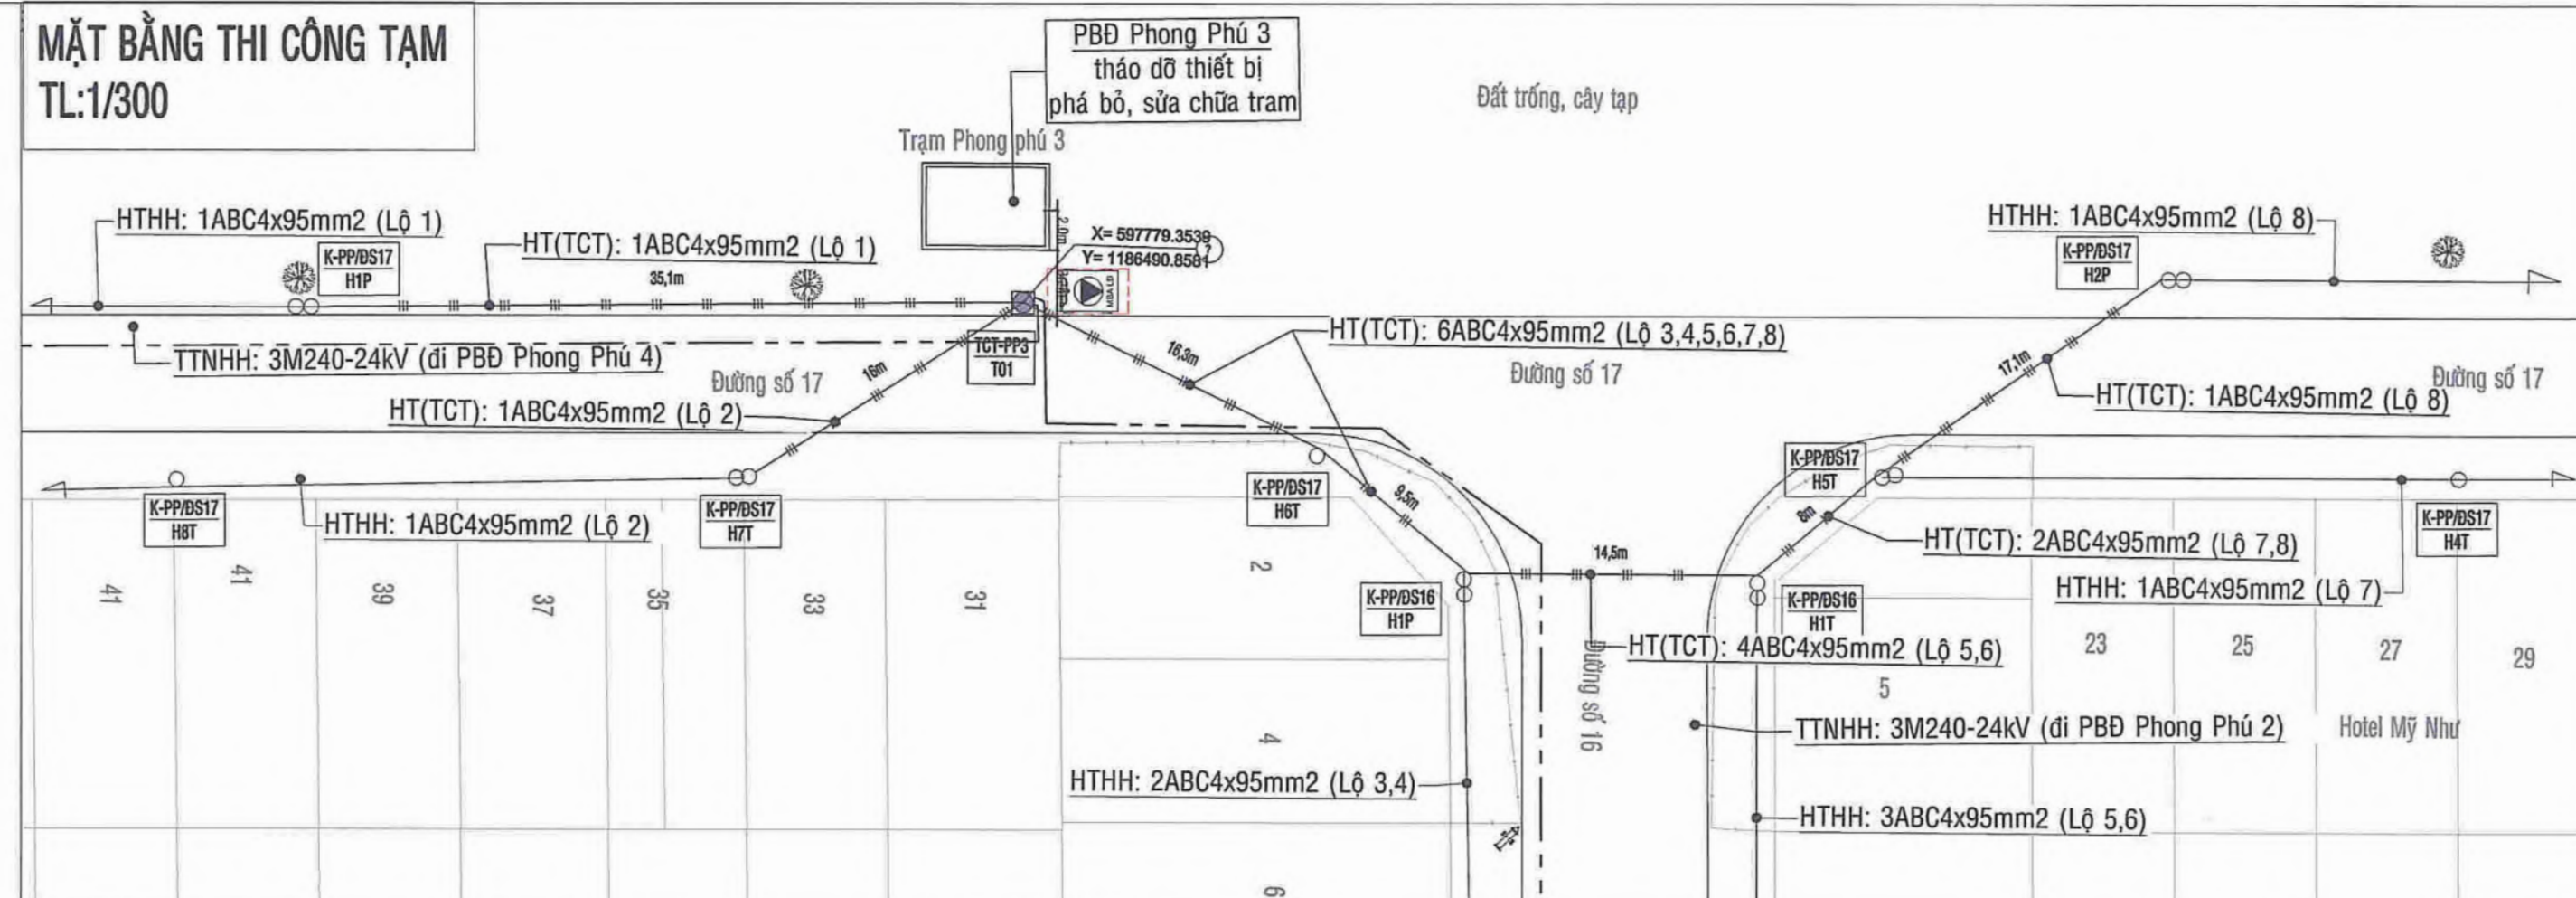 MẶT BẰNG THI CÔNG TẠM
TL:1/300
PBĐ Phong Phú 3
tháo dỡ thiết bị
phá bỏ, sửa chữa tram
Đất trống, cây tạp
Trạm Phong phú 3
HTHH: 1ABC4x95mm2 (Lộ 1)
K-PP/ĐS17
H1P
HT(TCT): 1ABC4x95mm2 (Lộ 1)
35,1m
2,0m
X= 597779.3539
Y= 1186490.8581
?
MBA LD
HTHH: 1ABC4x95mm2 (Lộ 8)
K-PP/ĐS17
H2P
TTNHH: 3M240-24kV (đi PBĐ Phong Phú 4)
Đường số 17
16m
TCT-PP3
T01
16,3m
HT(TCT): 6ABC4x95mm2 (Lộ 3,4,5,6,7,8)
Đường số 17
17,1m
Đường số 17
HT(TCT): 1ABC4x95mm2 (Lộ 8)
HT(TCT): 1ABC4x95mm2 (Lộ 2)
K-PP/ĐS17
H8T
HTHH: 1ABC4x95mm2 (Lộ 2)
K-PP/ĐS17
H7T
K-PP/ĐS17
H6T
9,5m
K-PP/ĐS17
H5T
8m
K-PP/ĐS17
H4T
HT(TCT): 2ABC4x95mm2 (Lộ 7,8)
14,5m
HTHH: 1ABC4x95mm2 (Lộ 7)
K-PP/ĐS16
H1P
K-PP/ĐS16
H1T
41
41
39
37
35
33
31
2
HT(TCT): 4ABC4x95mm2 (Lộ 5,6)
23
25
27
29
5
Đường số 16
4
TTNHH: 3M240-24kV (đi PBĐ Phong Phú 2)
Hotel Mỹ Như
HTHH: 2ABC4x95mm2 (Lộ 3,4)
HTHH: 3ABC4x95mm2 (Lộ 5,6)
6